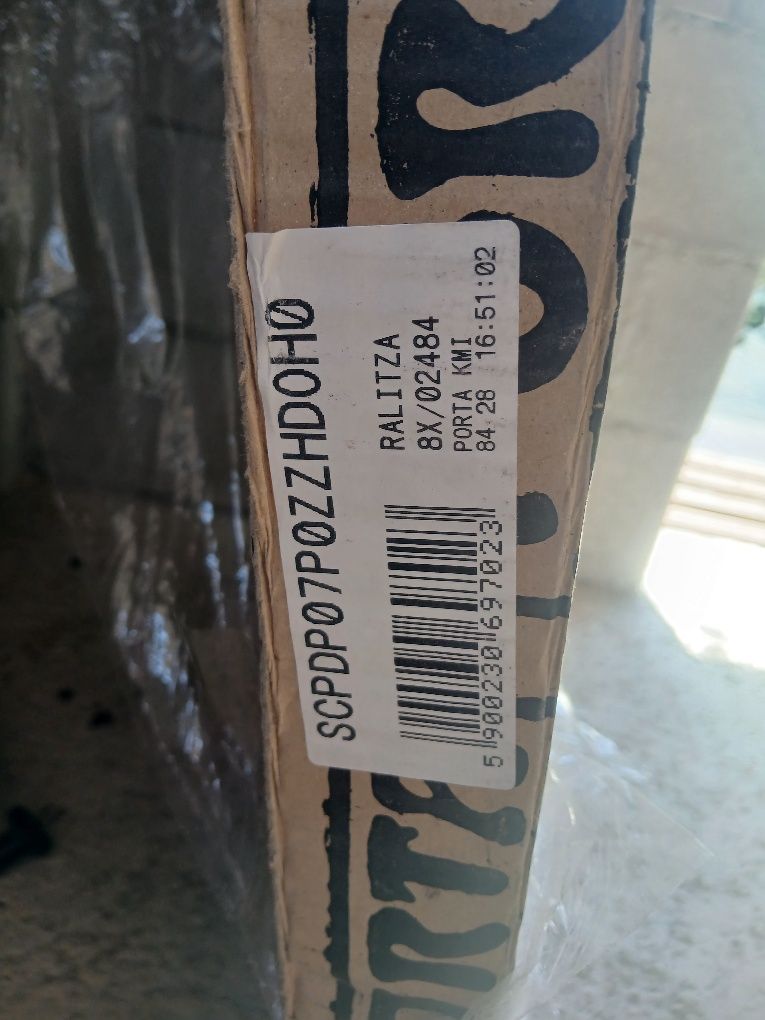 SCPDP07P0ZZHDOH0
RALITZA
8X/02484
PORTA KMI
84 28 16:51:02
5 900230 697023